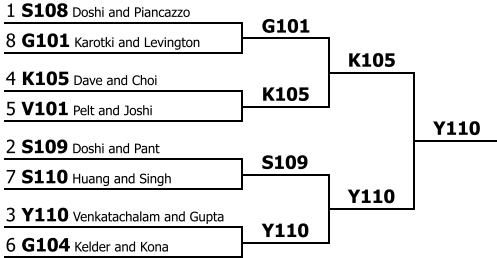 1 S108 Doshi and Piancazzo
8 G101 Karotki and Levington
4 K105 Dave and Choi
5 V101 Pelt and Joshi
2 S109 Doshi and Pant
7 S110 Huang and Singh
3 Y110 Venkatachalam and Gupta
6 G104 Kelder and Kona
G101
K105
S109
Y110
K105
Y110
Y110